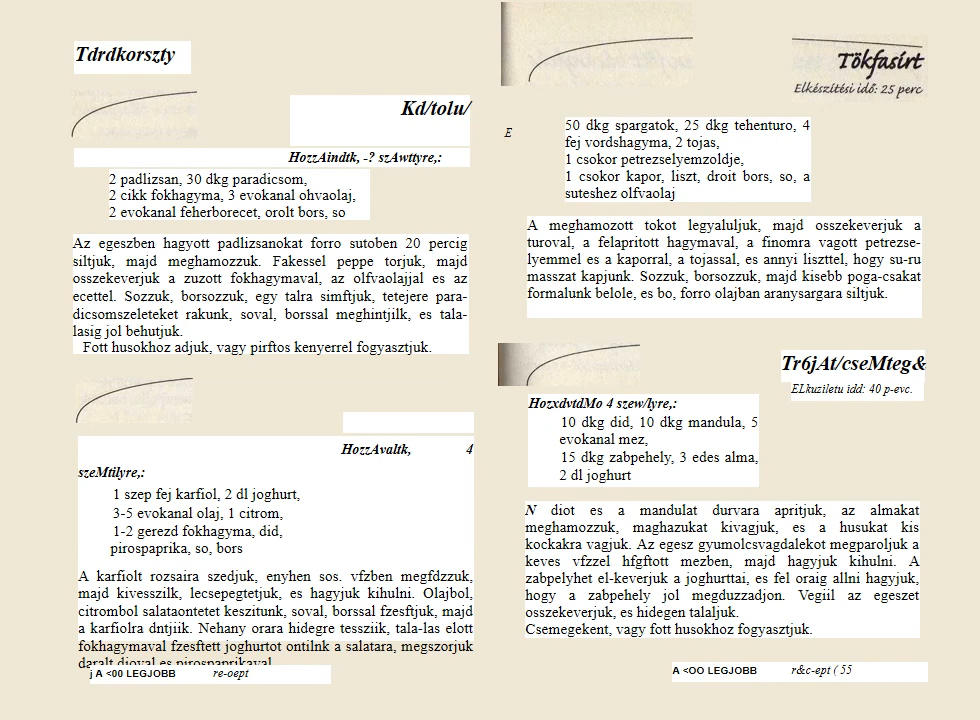 Tdrdkorszty
Kd/tolu/
HozzAindtk, -? szAwttyre,:
2 padlizsan, 30 dkg paradicsom,
2 cikk fokhagyma, 3 evokanal ohvaolaj,
2 evokanal feherborecet, orolt bors, so
Az egeszben hagyott padlizsanokat forro sutoben 20 percig
siltjuk, majd meghamozzuk. Fakessel peppe torjuk, majd
osszekeverjuk a zuzott fokhagymaval, az olfvaolajjal es az
ecettel. Sozzuk, borsozzuk, egy talra simftjuk, tetejere para-
dicsomszeleteket rakunk, soval, borssal meghintjilk, es tala-
lasig jol behutjuk.
Fott husokhoz adjuk, vagy pirftos kenyerrel fogyasztjuk.
HozzAvaltk, 4
szeMtilyre,:
1 szep fej karfiol, 2 dl joghurt,
3-5 evokanal olaj, 1 citrom,
1-2 gerezd fokhagyma, did,
pirospaprika, so, bors
A karfiolt rozsaira szedjuk, enyhen sos. vfzben megfdzzuk,
majd kivesszilk, lecsepegtetjuk, es hagyjuk kihulni. Olajbol,
citrombol salataontetet keszitunk, soval, borssal fzesftjuk, majd
a karfiolra dntjiik. Nehany orara hidegre tessziik, tala-las elott
fokhagymaval fzesftett joghurtot ontilnk a salatara, megszorjuk
daralt dioval es pirospaprikaval
j A <00 LEGJOBB re-oept
Tökfasírt
Elkészítési idő: 25 perc
E
50 dkg spargatok, 25 dkg tehenturo, 4
fej vordshagyma, 2 tojas,
1 csokor petrezselyemzoldje,
1 csokor kapor, liszt, droit bors, so, a
suteshez olfvaolaj
A meghamozott tokot legyaluljuk, majd osszekeverjuk a
turoval, a felapritott hagymaval, a finomra vagott petrezse-
lyemmel es a kaporral, a tojassal, es annyi liszttel, hogy su-ru
masszat kapjunk. Sozzuk, borsozzuk, majd kisebb poga-csakat
formalunk belole, es bo, forro olajban aranysargara siltjuk.
Tr6jAt/cseMteg&
ELkuziletu idd: 40 p-evc.
HozxdvtdMo 4 szew/lyre,:
10 dkg did, 10 dkg mandula, 5
evokanal mez,
15 dkg zabpehely, 3 edes alma,
2 dl joghurt
N diot es a mandulat durvara apritjuk, az almakat
meghamozzuk, maghazukat kivagjuk, es a husukat kis
kockakra vagjuk. Az egesz gyumolcsvagdalekot megparoljuk a
keves vfzzel hfgftott mezben, majd hagyjuk kihulni. A
zabpelyhet el-keverjuk a joghurttai, es fel oraig allni hagyjuk,
hogy a zabpehely jol megduzzadjon. Vegiil az egeszet
osszekeverjuk, es hidegen talaljuk.
Csemegekent, vagy fott husokhoz fogyasztjuk.
A <OO LEGJOBB r&c-ept ( 55